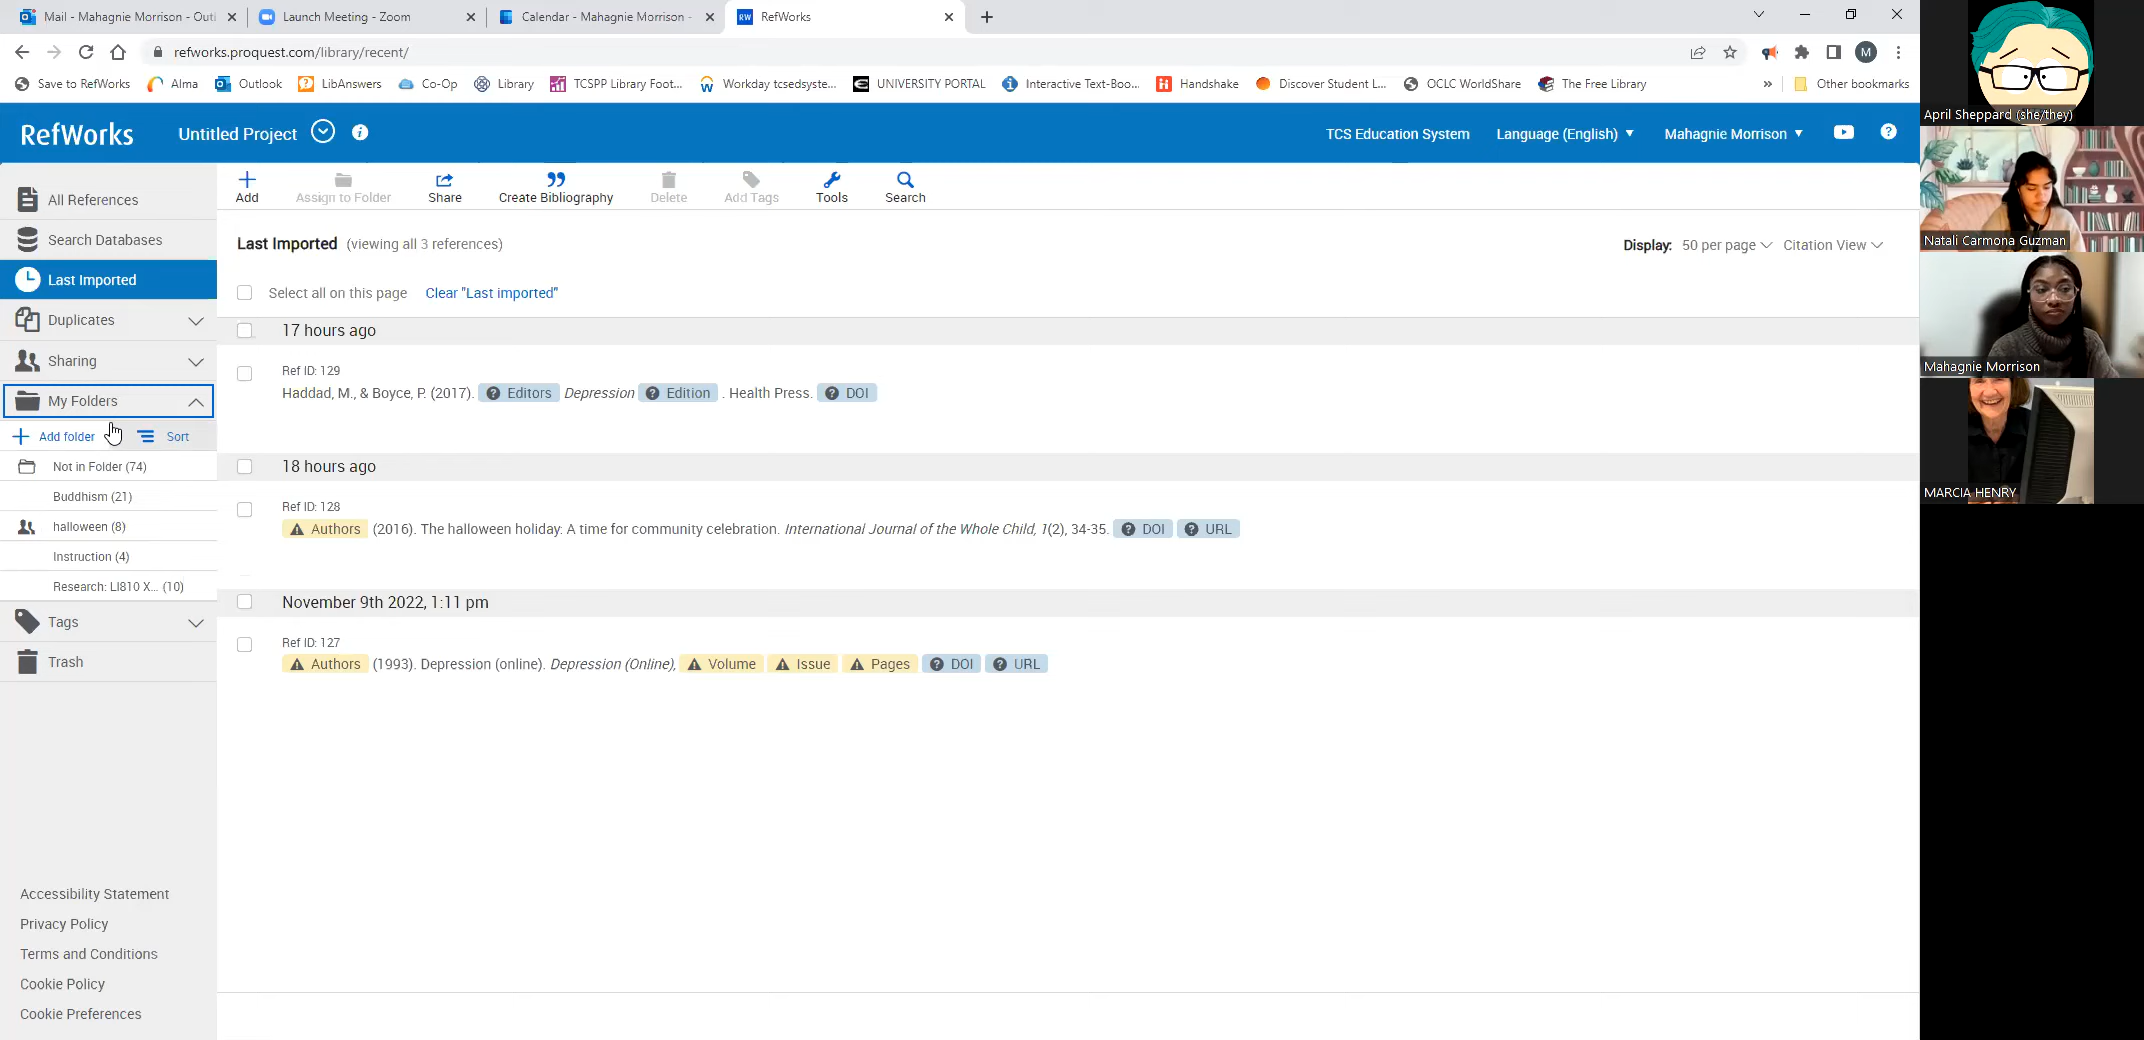 Mail - Mahagnie Morrison - Outl
Launch Meeting - Zoom
Calendar - Mahagnie Morrison -
RW RefWorks
refworks.proquest.com/library/recent/
M
Save to RefWorks
Alma
Outlook
LibAnswers
Co-Op
Library
TCSPP Library Foot...
Workday tcsedsyste...
UNIVERSITY PORTAL
Interactive Text-Boo...
Handshake
Discover Student L...
OCLC WorldShare
The Free Library
»
Other bookmarks
RefWorks
Untitled Project
TCS Education System
Language (English)
Mahagnie Morrison
All References
Search Databases
Last Imported
Duplicates
Sharing
My Folders
Add folder
Sort
Not in Folder (74)
Buddhism (21)
halloween (8)
Instruction (4)
Research: LI810 X... (10)
Tags
Trash
Accessibility Statement
Privacy Policy
Terms and Conditions
Cookie Policy
Cookie Preferences
Add
Assign to Folder
Share
Create Bibliography
Delete
Add Tags
Tools
Search
Last Imported (viewing all 3 references)
Display: 50 per page Citation View
Select all on this page Clear "Last imported"
17 hours ago
Ref ID: 129
Haddad, M., & Boyce, P. (2017). Editors Depression Edition . Health Press. DOI
18 hours ago
Ref ID: 128
Authors (2016). The halloween holiday: A time for community celebration. International Journal of the Whole Child, 1(2), 34-35. DOI URL
November 9th 2022, 1:11 pm
Ref ID: 127
Authors (1993). Depression (online). Depression (Online), Volume Issue Pages DOI URL
April Sheppard (she/they)
Natali Carmona Guzman
Mahagnie Morrison
MARCIA HENRY